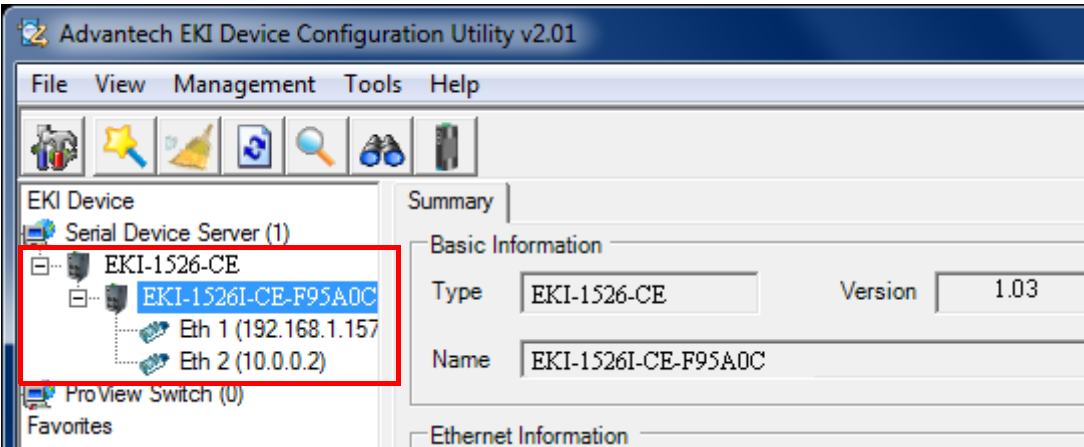 Advantech EKI Device Configuration Utility v2.01
File View Management Tools Help
EKI Device
Serial Device Server (1)
EKI-1526-CE
EKI-1526I-CE-F95A0C
Eth 1 (192.168.1.157
Eth 2 (10.0.0.2)
ProView Switch (0)
Favorites
Summary
Basic Information
Type EKI-1526-CE Version 1.03
Name EKI-1526I-CE-F95A0C
Ethernet Information